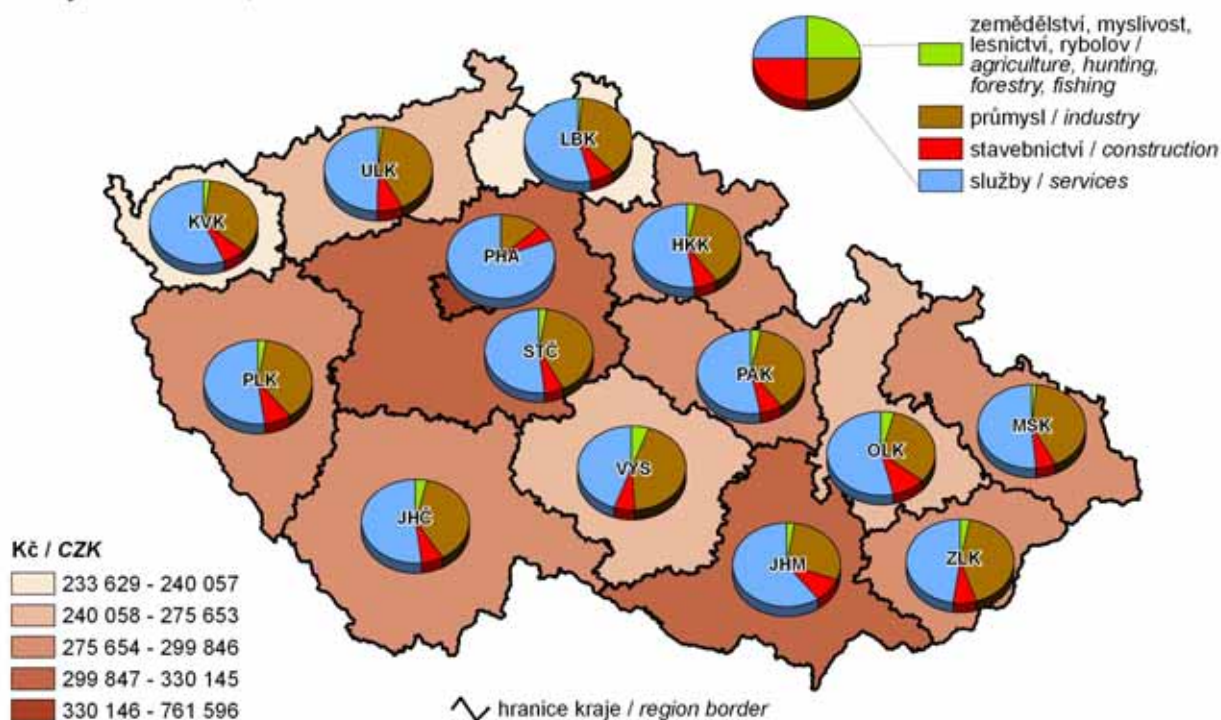 zemědělství, myslivost,
lesnictví, rybolov /
agriculture, hunting,
forestry, fishing
průmysl / industry
stavebnictví / construction
služby / services
LBK
ULK
KVK
HKK
PHA
STČ
PLK
PAK
MSK
OLK
VYS
JHČ
ZLK
JHM
Kč / CZK
233 629 - 240 057
240 058 - 275 653
275 654 - 299 846
299 847 - 330 145
330 146 - 761 596
hranice kraje / region border